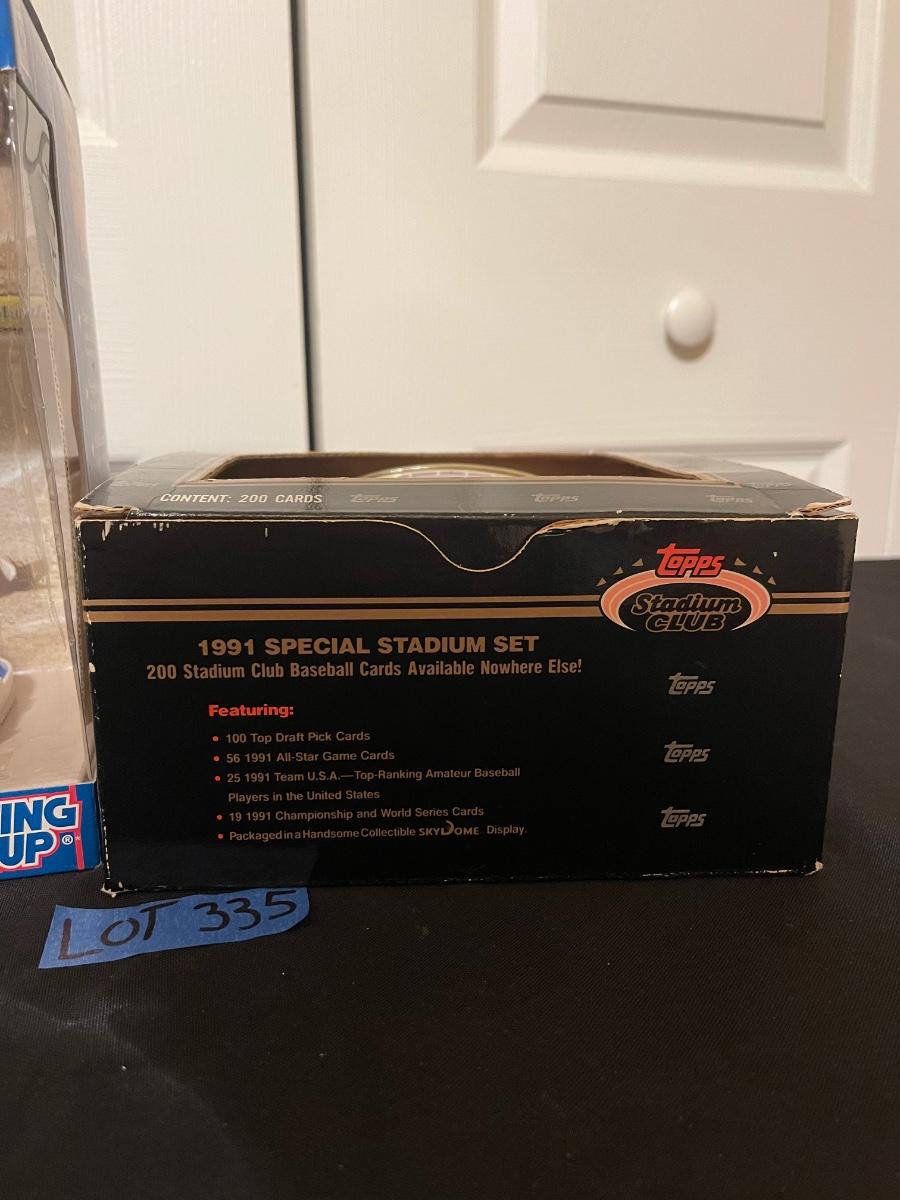 CONTENT: 200 CARDS
Topps Topps Topps
Topps
Stadium
CLUB
1991 SPECIAL STADIUM SET
200 Stadium Club Baseball Cards Available Nowhere Else!
Featuring:
• 100 Top Draft Pick Cards
• 56 1991 All-Star Game Cards
• 25 1991 Team U.S.A.—Top-Ranking Amateur Baseball
Players in the United States
• 19 1991 Championship and World Series Cards
• Packaged in a Handsome Collectible SKYDOME Display.
Topps
Topps
Topps
ING
UP®
LOT 335